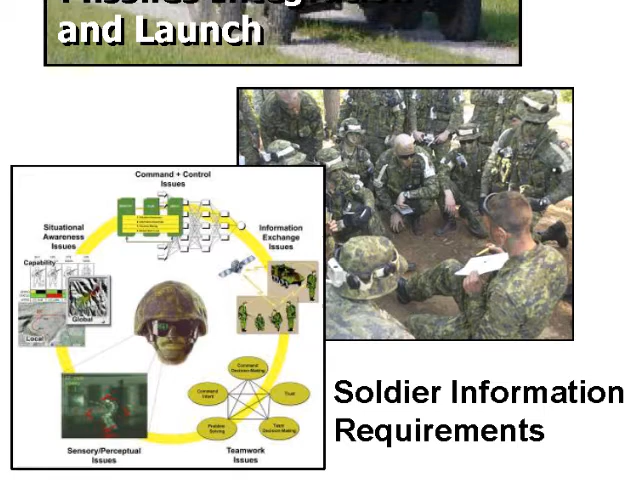 and Launch
Command + Control
Issues
Situational
Awareness
Issues
Information
Exchange
Issues
Capability
Global
Local
Command
Decision-Making
Command
Intent
Trust
Problem
Solving
Team
Decision-Making
Sensory/Perceptual
Issues
Teamwork
Issues
Soldier Information
Requirements